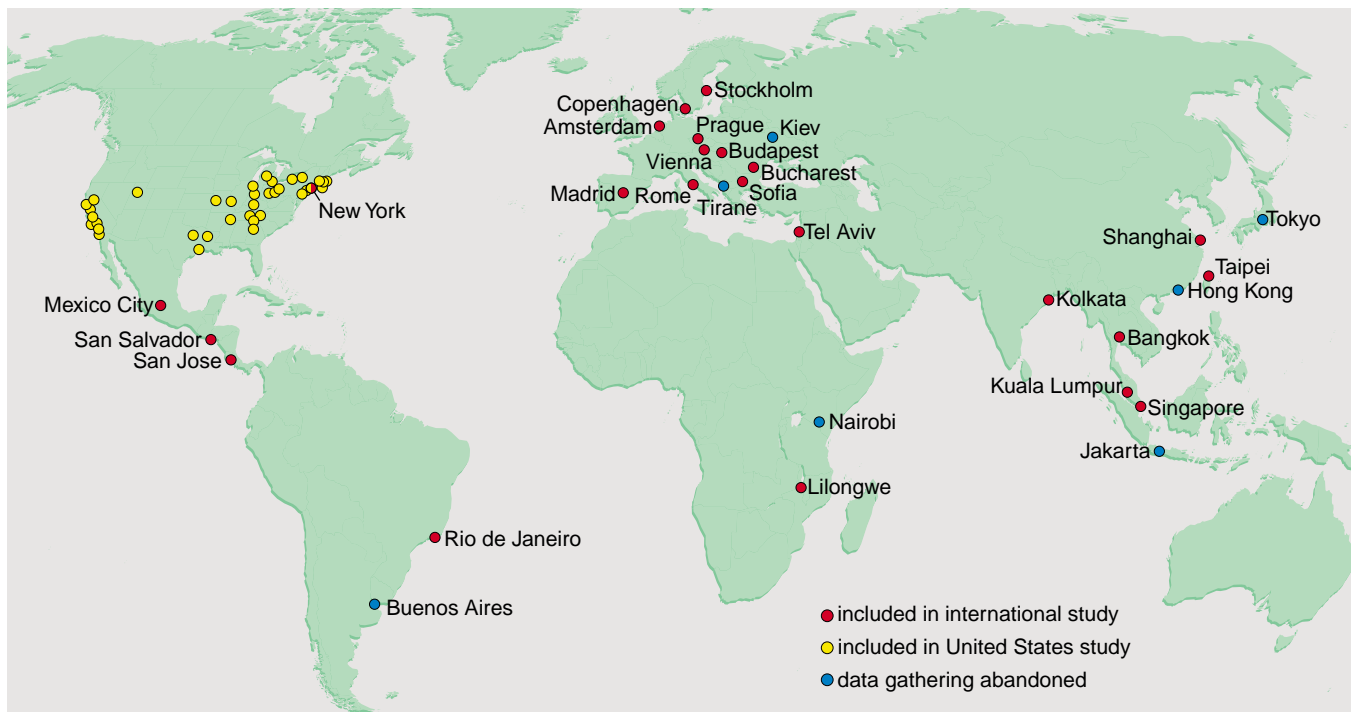 Stockholm
Copenhagen
Amsterdam
Prague
Kiev
Vienna
Budapest
Bucharest
Madrid
Rome
Sofia
Tirane
New York
Tokyo
Tel Aviv
Shanghai
Taipei
Hong Kong
Mexico City
Kolkata
San Salvador
Bangkok
San Jose
Kuala Lumpur
Singapore
Nairobi
Jakarta
Lilongwe
Rio de Janeiro
Buenos Aires
included in international study
included in United States study
data gathering abandoned